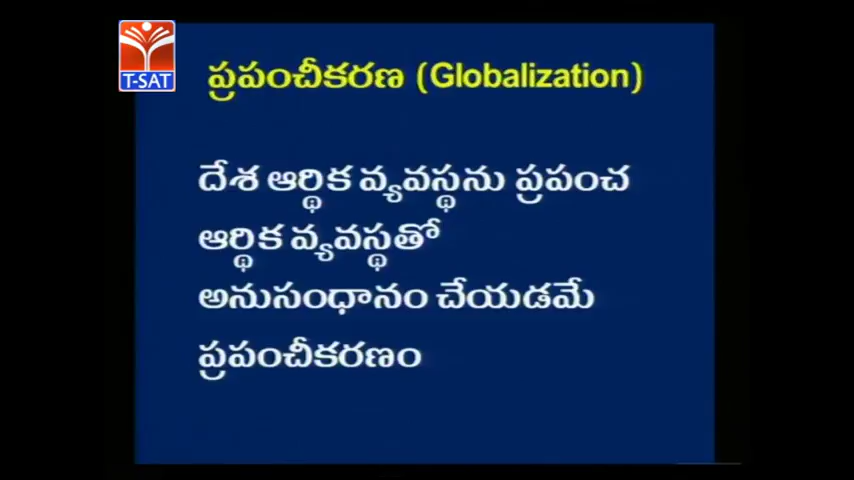 T-SAT
ప్రపంచీకరణ (Globalization)
దేశ ఆర్థిక వ్యవస్థను ప్రపంచ
ఆర్థిక వ్యవస్థతో
అనుసంధానం చేయడమే
ప్రపంచీకరణం